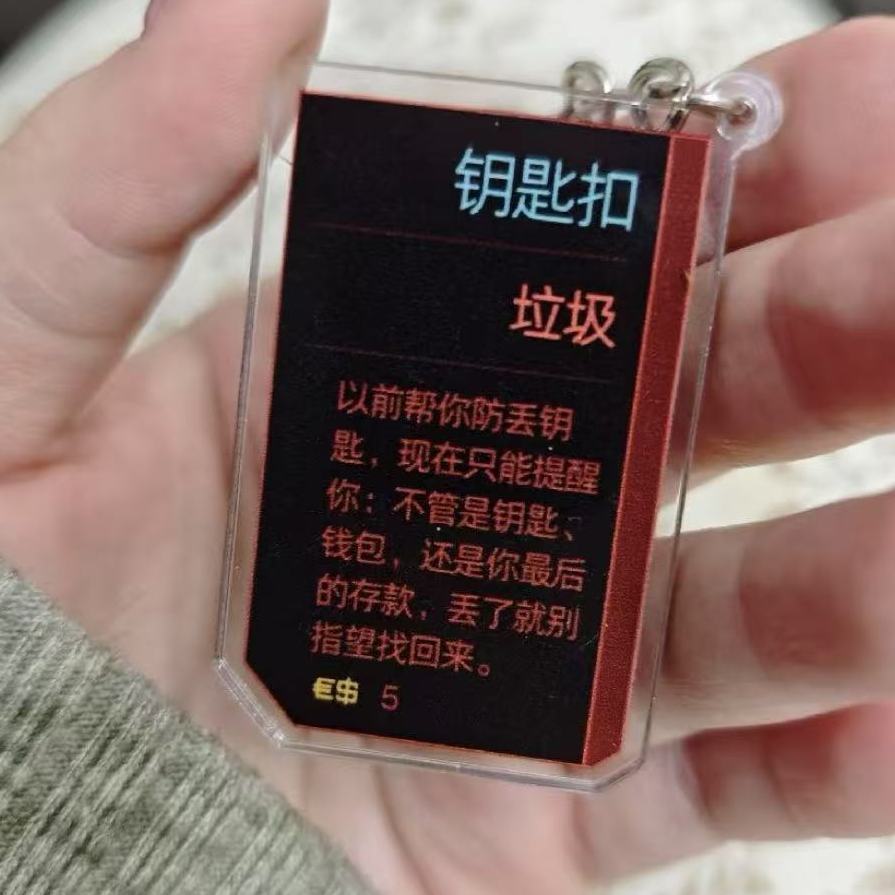 钥匙扣
垃圾
以前帮你防丢钥
匙，现在只能提醒
你：不管是钥匙、
钱包，还是你最后
的存款，丢了就别
指望找回来。
€$ 5